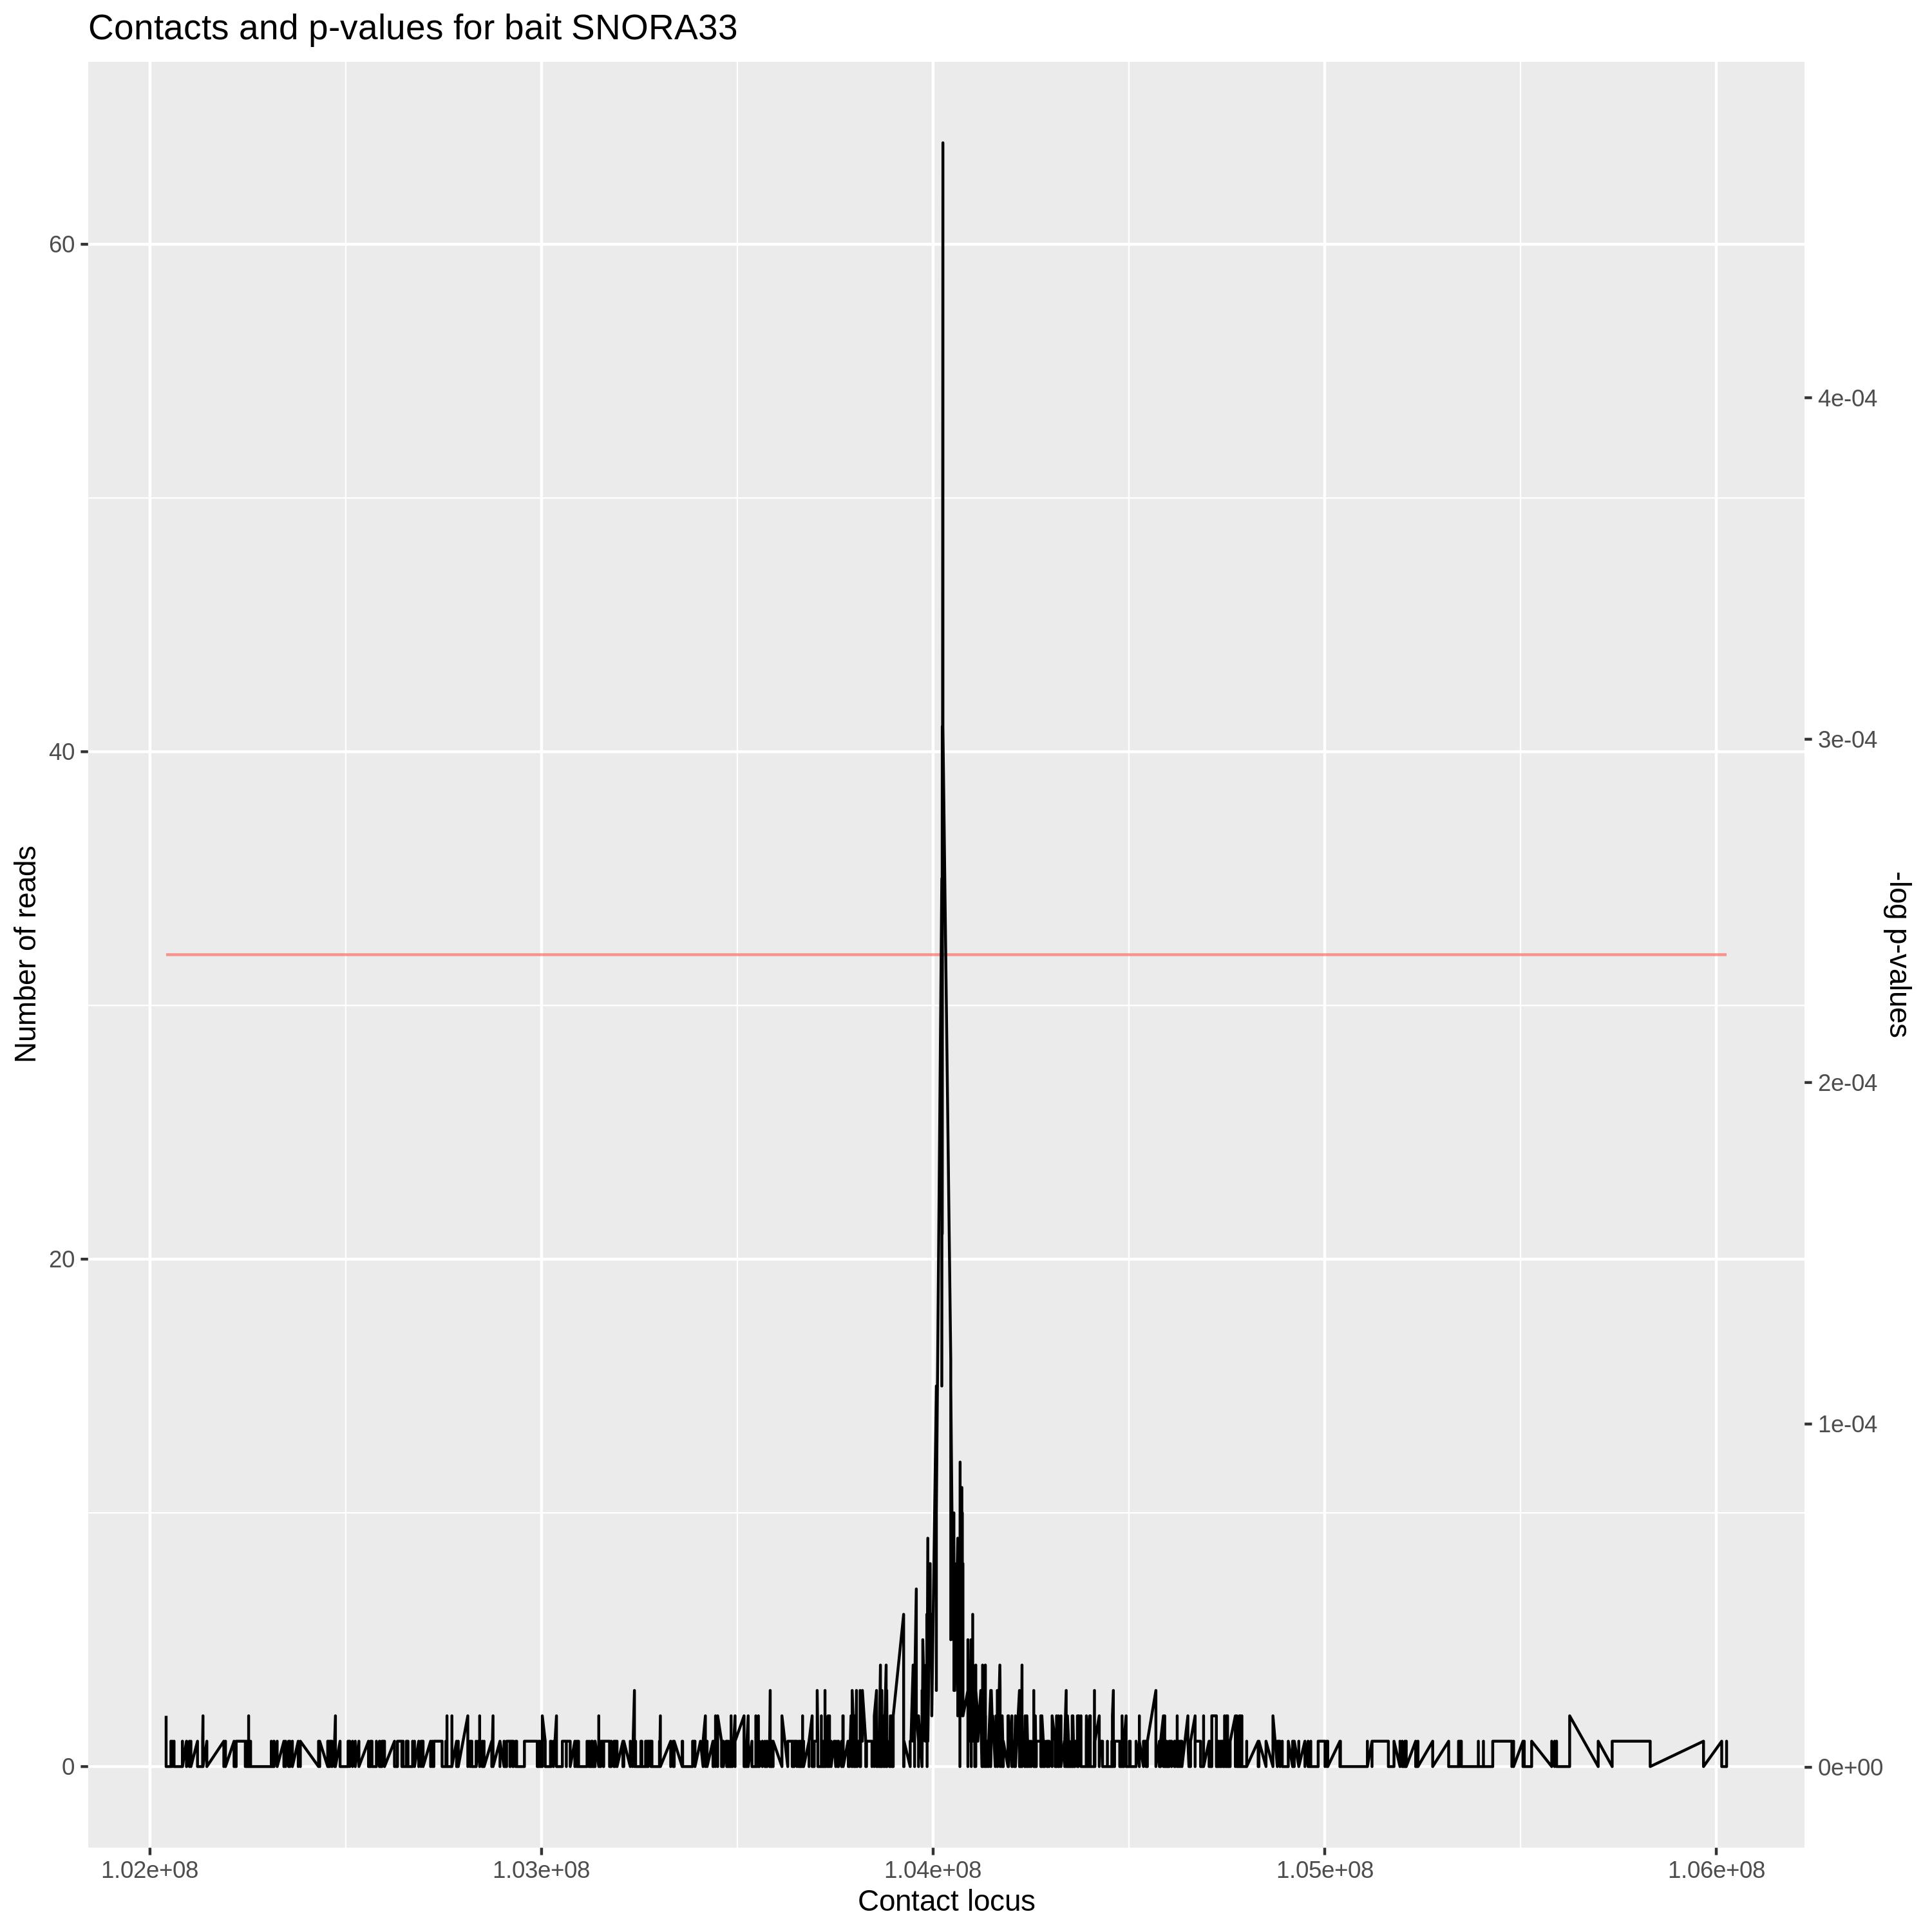 Contacts and p-values for bait SNORA33
60
40
20
0
Number of reads
4e-04
3e-04
2e-04
1e-04
0e+00
-log p-values
1.02e+08
1.03e+08
1.04e+08
1.05e+08
1.06e+08
Contact locus